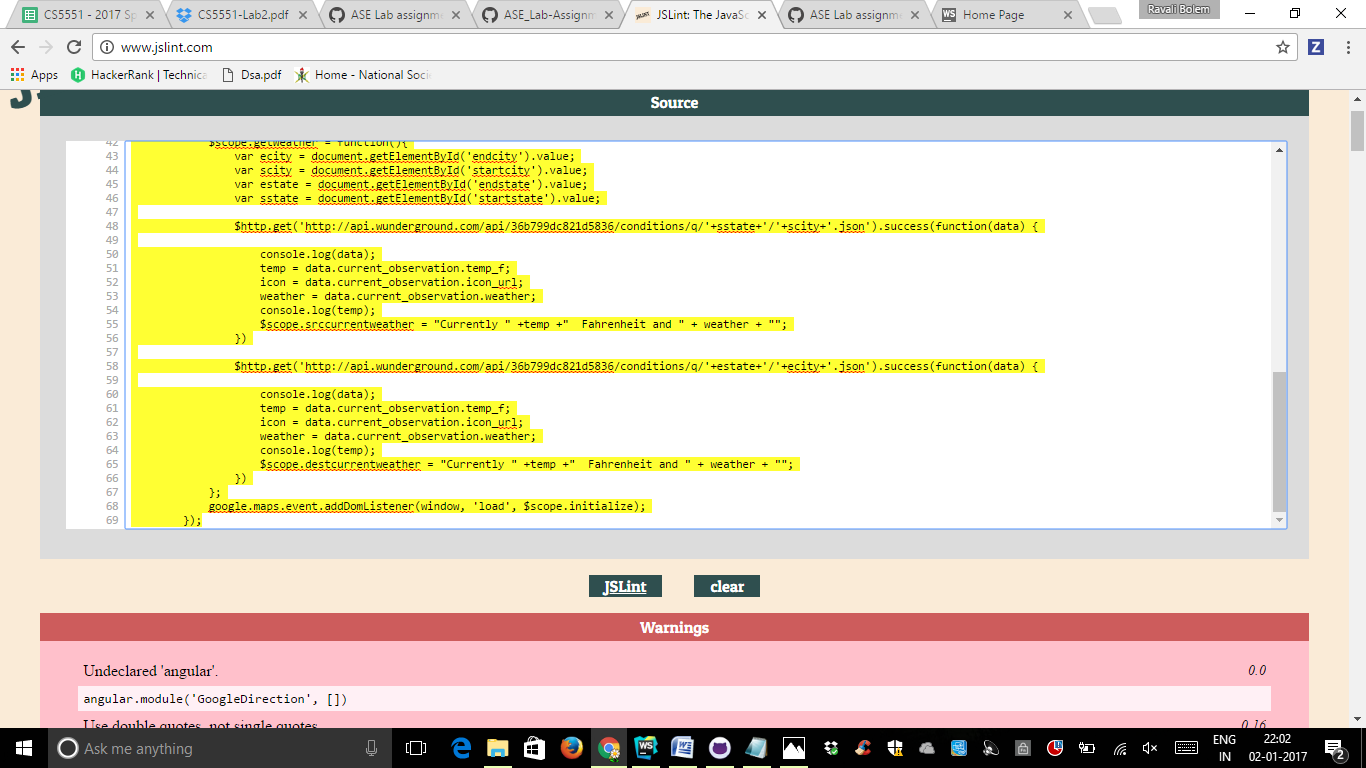 CS5551 - 2017 Sp
CS5551-Lab2.pdf
ASE Lab assignme
ASE_Lab-Assignm
JSLint: The JavaSc
ASE Lab assignme
Home Page
Ravali Bolem
www.jslint.com
Z
Apps
HackerRank | Technica
Dsa.pdf
Home - National Soci
Source
42 $scope.getweather = function(){
43 var ecity = document.getElementById('endcity').value;
44 var scity = document.getElementById('startcity').value;
45 var estate = document.getElementById('endstate').value;
46 var sstate = document.getElementById('startstate').value;
47
48 $http.get('http://api.wunderground.com/api/36b799dc821d5836/conditions/q/'+sstate+'/'+scity+'.json').success(function(data) {
49
50 console.log(data);
51 temp = data.current_observation.temp_f;
52 icon = data.current_observation.icon_url;
53 weather = data.current_observation.weather;
54 console.log(temp);
55 $scope.srccurrentweather = "Currently " +temp +"  Fahrenheit and " + weather + "";
56 })
57
58 $http.get('http://api.wunderground.com/api/36b799dc821d5836/conditions/q/'+estate+'/'+ecity+'.json').success(function(data) {
59
60 console.log(data);
61 temp = data.current_observation.temp_f;
62 icon = data.current_observation.icon_url;
63 weather = data.current_observation.weather;
64 console.log(temp);
65 $scope.destcurrentweather = "Currently " +temp +"  Fahrenheit and " + weather + "";
66 })
67 };
68 google.maps.event.addDomListener(window, 'load', $scope.initialize);
69 });
JSLint
clear
Warnings
Undeclared 'angular'. 0.0
angular.module('GoogleDirection', [])
Use double quotes, not single quotes. 0.16
Ask me anything
ENG 22:02
IN 02-01-2017
2